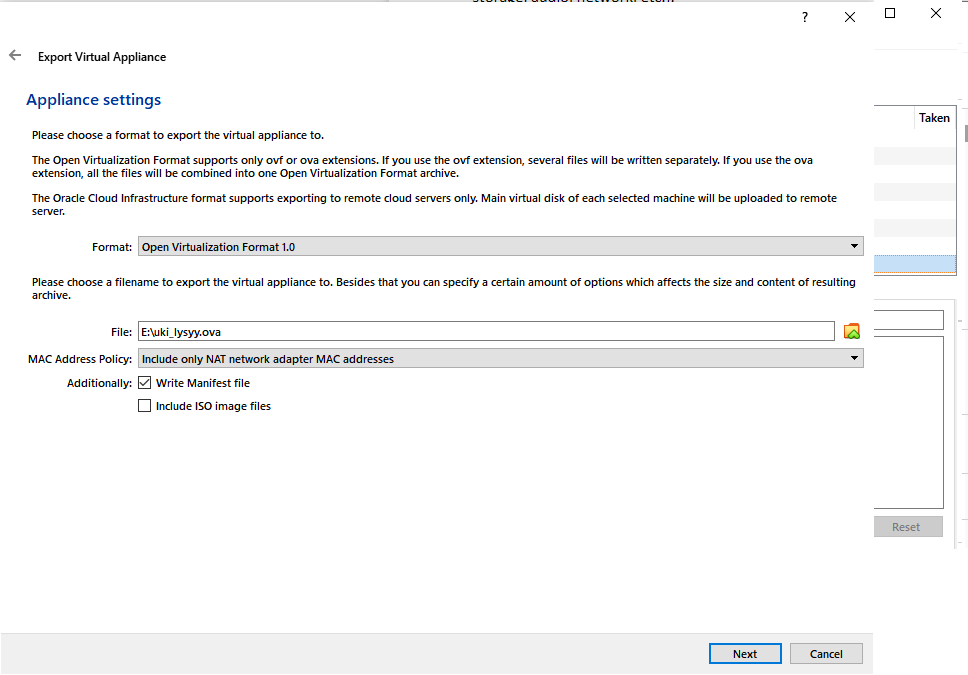 ?
Export Virtual Appliance
Taken
Appliance settings
Please choose a format to export the virtual appliance to.
The Open Virtualization Format supports only ovf or ova extensions. If you use the ovf extension, several files will be written separately. If you use the ova
extension, all the files will be combined into one Open Virtualization Format archive.
The Oracle Cloud Infrastructure format supports exporting to remote cloud servers only. Main virtual disk of each selected machine will be uploaded to remote
server.
Format: Open Virtualization Format 1.0
Please choose a filename to export the virtual appliance to. Besides that you can specify a certain amount of options which affects the size and content of resulting
archive.
File: E:\uki_lysyy.ova
MAC Address Policy: Include only NAT network adapter MAC addresses
Additionally: Write Manifest file
Include ISO image files
Reset
Next Cancel